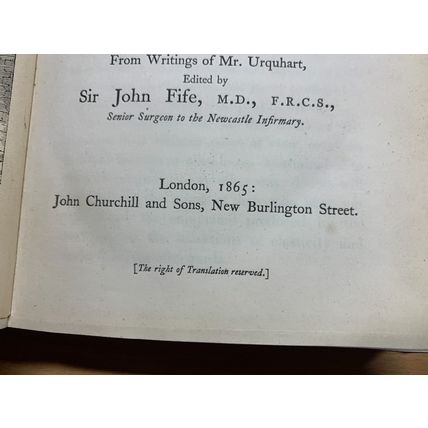 From Writings of Mr. Urquhart,
Edited by
Sir John Fife, M.D., F.R.C.S.,
Senior Surgeon to the Newcastle Infirmary.
London, 1865:
John Churchill and Sons, New Burlington Street.
[The right of Translation reserved.]